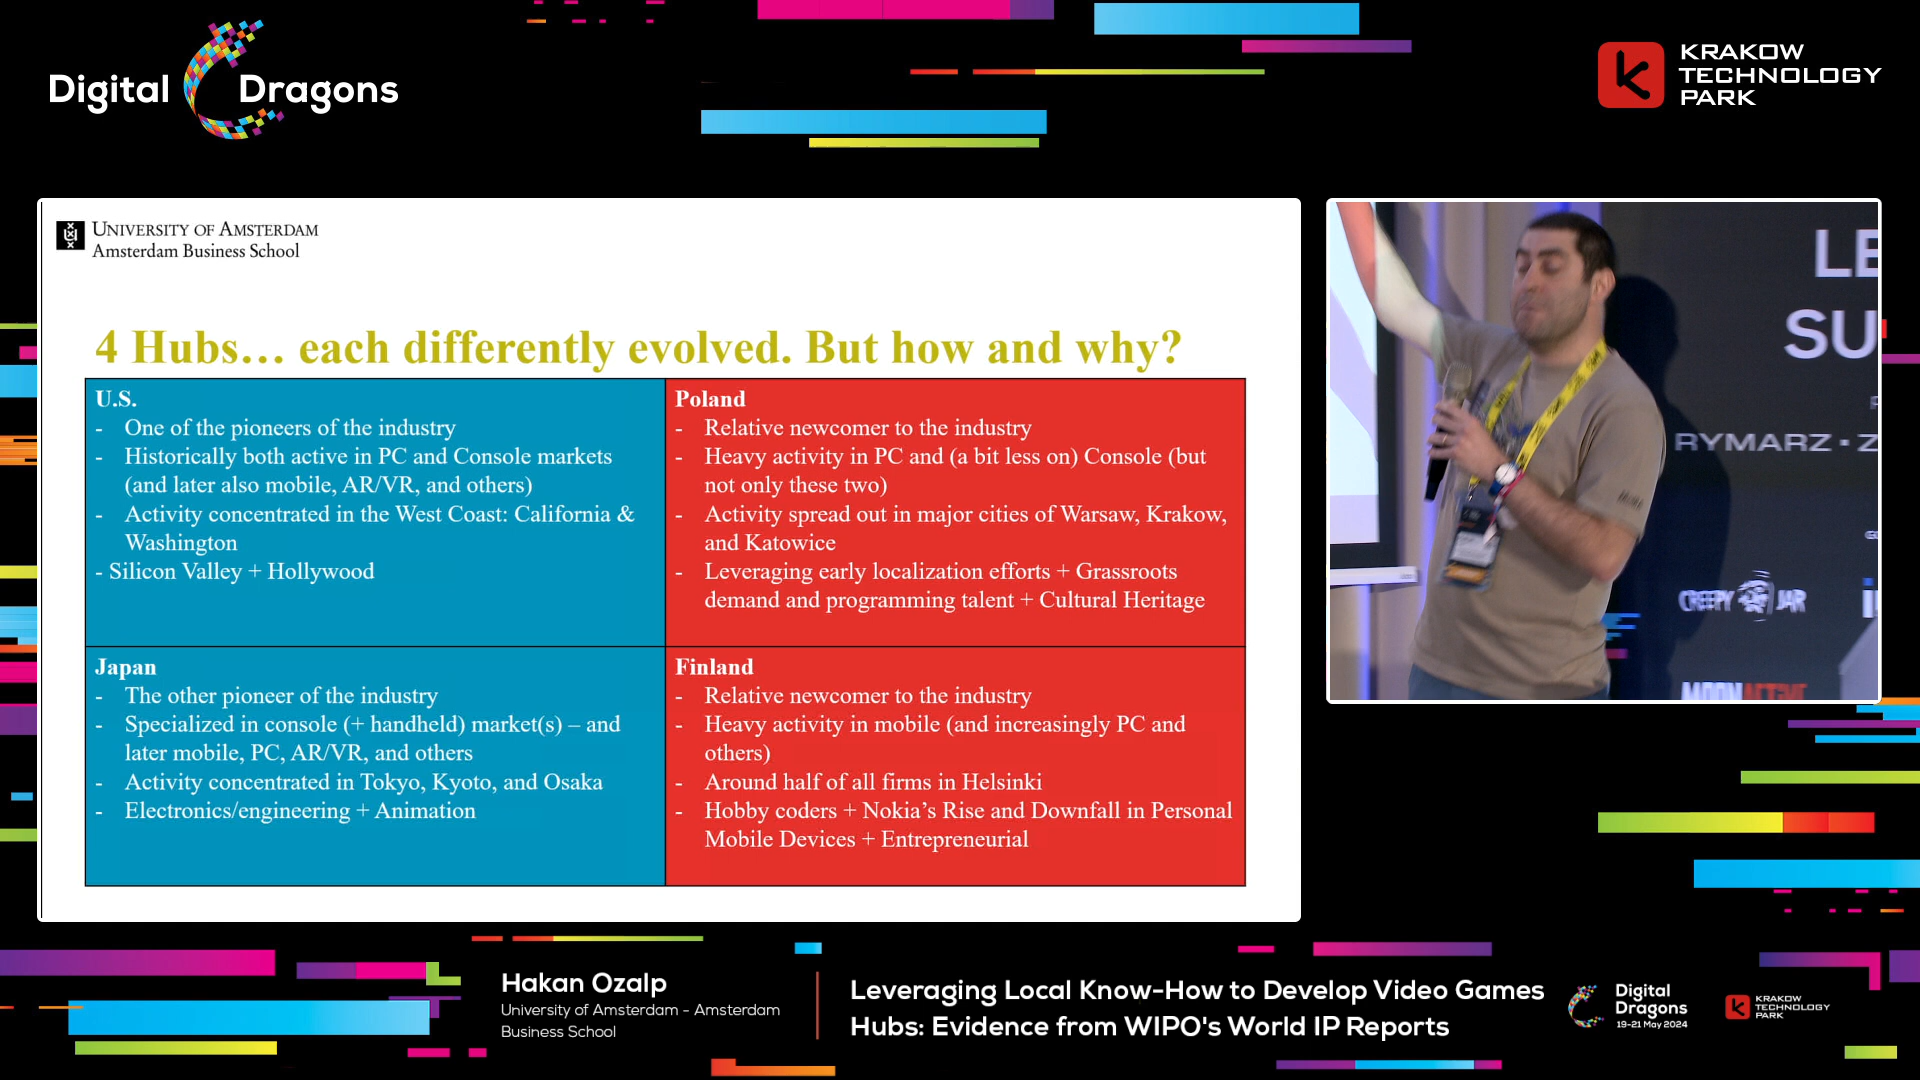 Digital Dragons
KRAKOW
TECHNOLOGY
PARK
UNIVERSITY OF AMSTERDAM
Amsterdam Business School
4 Hubs… each differently evolved. But how and why?
U.S.
- One of the pioneers of the industry
- Historically both active in PC and Console markets
(and later also mobile, AR/VR, and others)
- Activity concentrated in the West Coast: California &
Washington
- Silicon Valley + Hollywood
Poland
- Relative newcomer to the industry
- Heavy activity in PC and (a bit less on) Console (but
not only these two)
- Activity spread out in major cities of Warsaw, Krakow,
and Katowice
- Leveraging early localization efforts + Grassroots
demand and programming talent + Cultural Heritage
Japan
- The other pioneer of the industry
- Specialized in console (+ handheld) market(s) – and
later mobile, PC, AR/VR, and others
- Activity concentrated in Tokyo, Kyoto, and Osaka
- Electronics/engineering + Animation
Finland
- Relative newcomer to the industry
- Heavy activity in mobile (and increasingly PC and
others)
- Around half of all firms in Helsinki
- Hobby coders + Nokia's Rise and Downfall in Personal
Mobile Devices + Entrepreneurial
LE
SU
RYMARZ · Z
CREEPY JAR
MOONACTIVE
Hakan Ozalp
University of Amsterdam - Amsterdam
Business School
Leveraging Local Know-How to Develop Video Games
Hubs: Evidence from WIPO's World IP Reports
Digital
Dragons
19-21 May 2024
KRAKOW
TECHNOLOGY
PARK